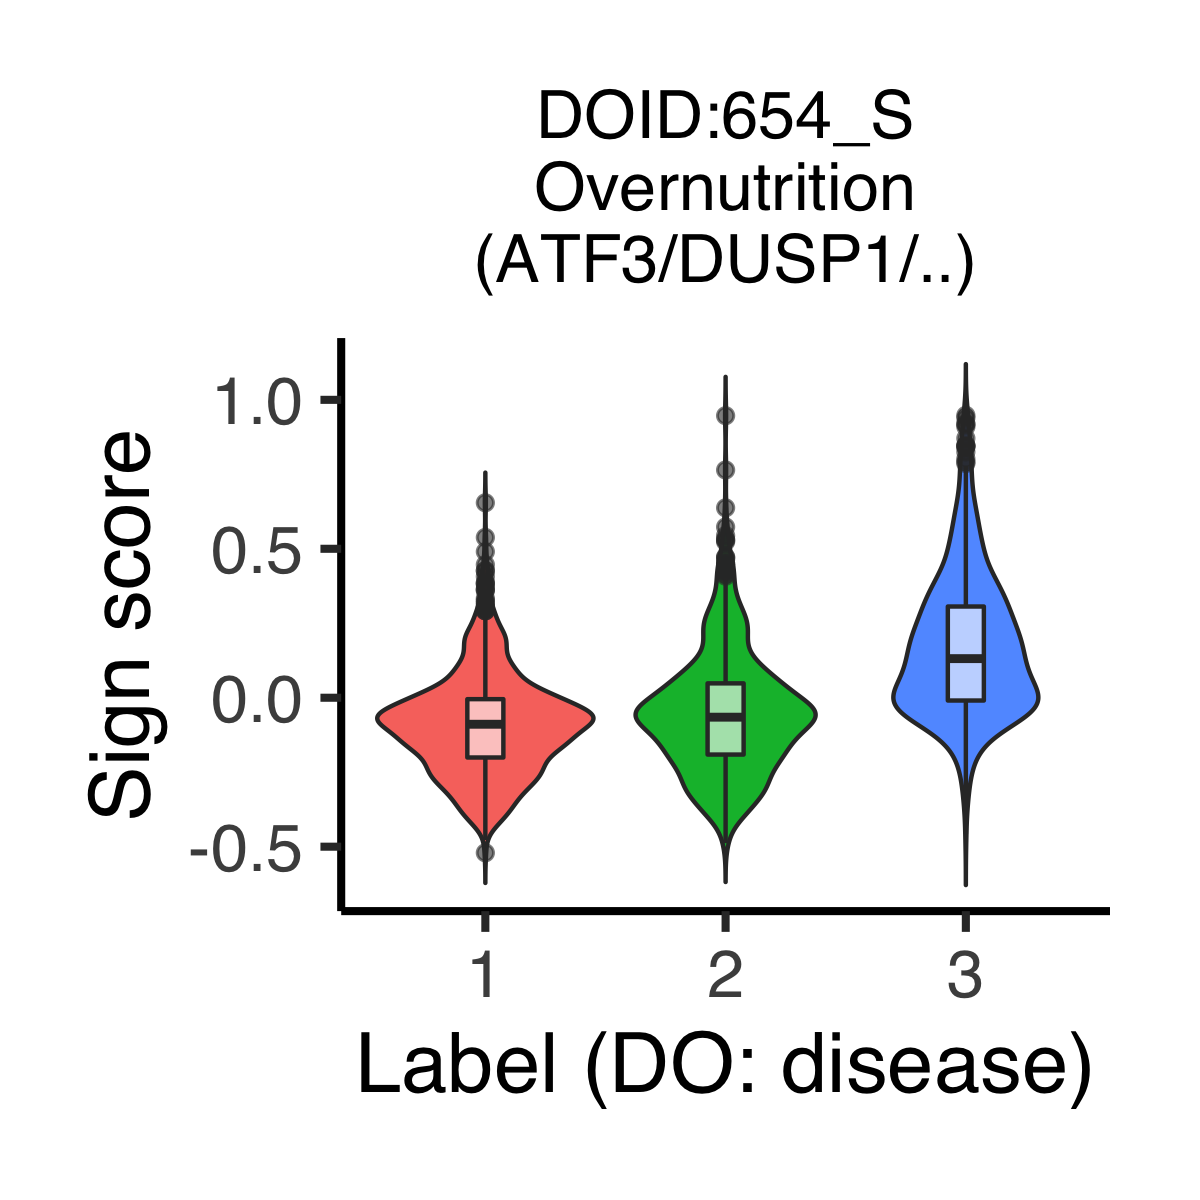 DOID:654_S
Overnutrition
(ATF3/DUSP1/..)
Sign score
1.0
0.5
0.0
-0.5
1 2 3
Label (DO: disease)